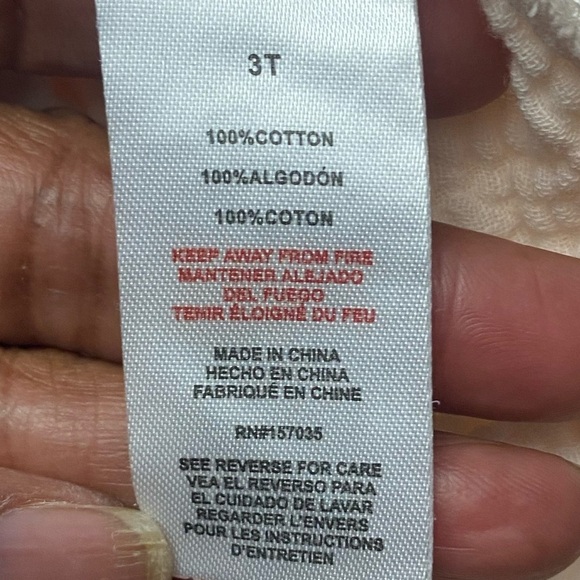 3T
100%COTTON
100%ALGODÓN
100%COTON
KEEP AWAY FROM FIRE
MANTENER ALEJADO
DEL FUEGO
TENIR ÉLOIGNÉ DU FEU
MADE IN CHINA
HECHO EN CHINA
FABRIQUÉ EN CHINE
RN#157035
SEE REVERSE FOR CARE
VEA EL REVERSO PARA
EL CUIDADO DE LAVAR
REGARDER L'ENVERS
POUR LES INSTRUCTIONS
D'ENTRETIEN